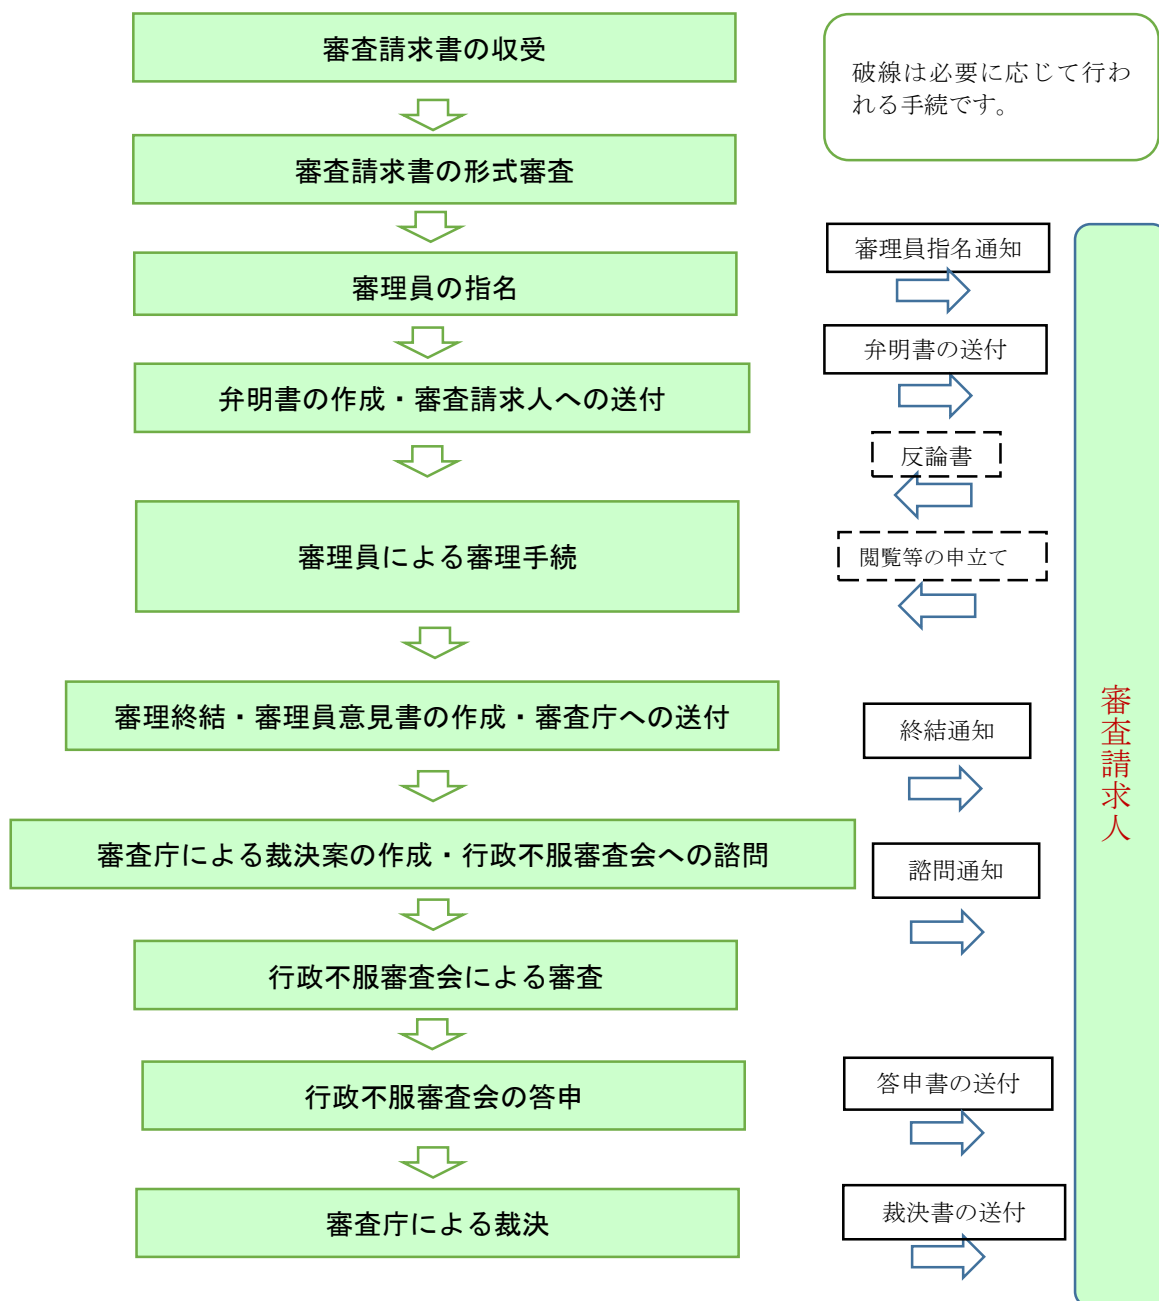 審査請求書の収受
破線は必要に応じて行わ
れる手続です。
審査請求書の形式審査
審理員指名通知
審理員の指名
弁明書の送付
弁明書の作成・審査請求人への送付
反論書
審理員による審理手続
閲覧等の申立て
審理終結・審理員意見書の作成・審査庁への送付
終結通知
審査請求人
審査庁による裁決案の作成・行政不服審査会への諮問
諮問通知
行政不服審査会による審査
行政不服審査会の答申
答申書の送付
審査庁による裁決
裁決書の送付